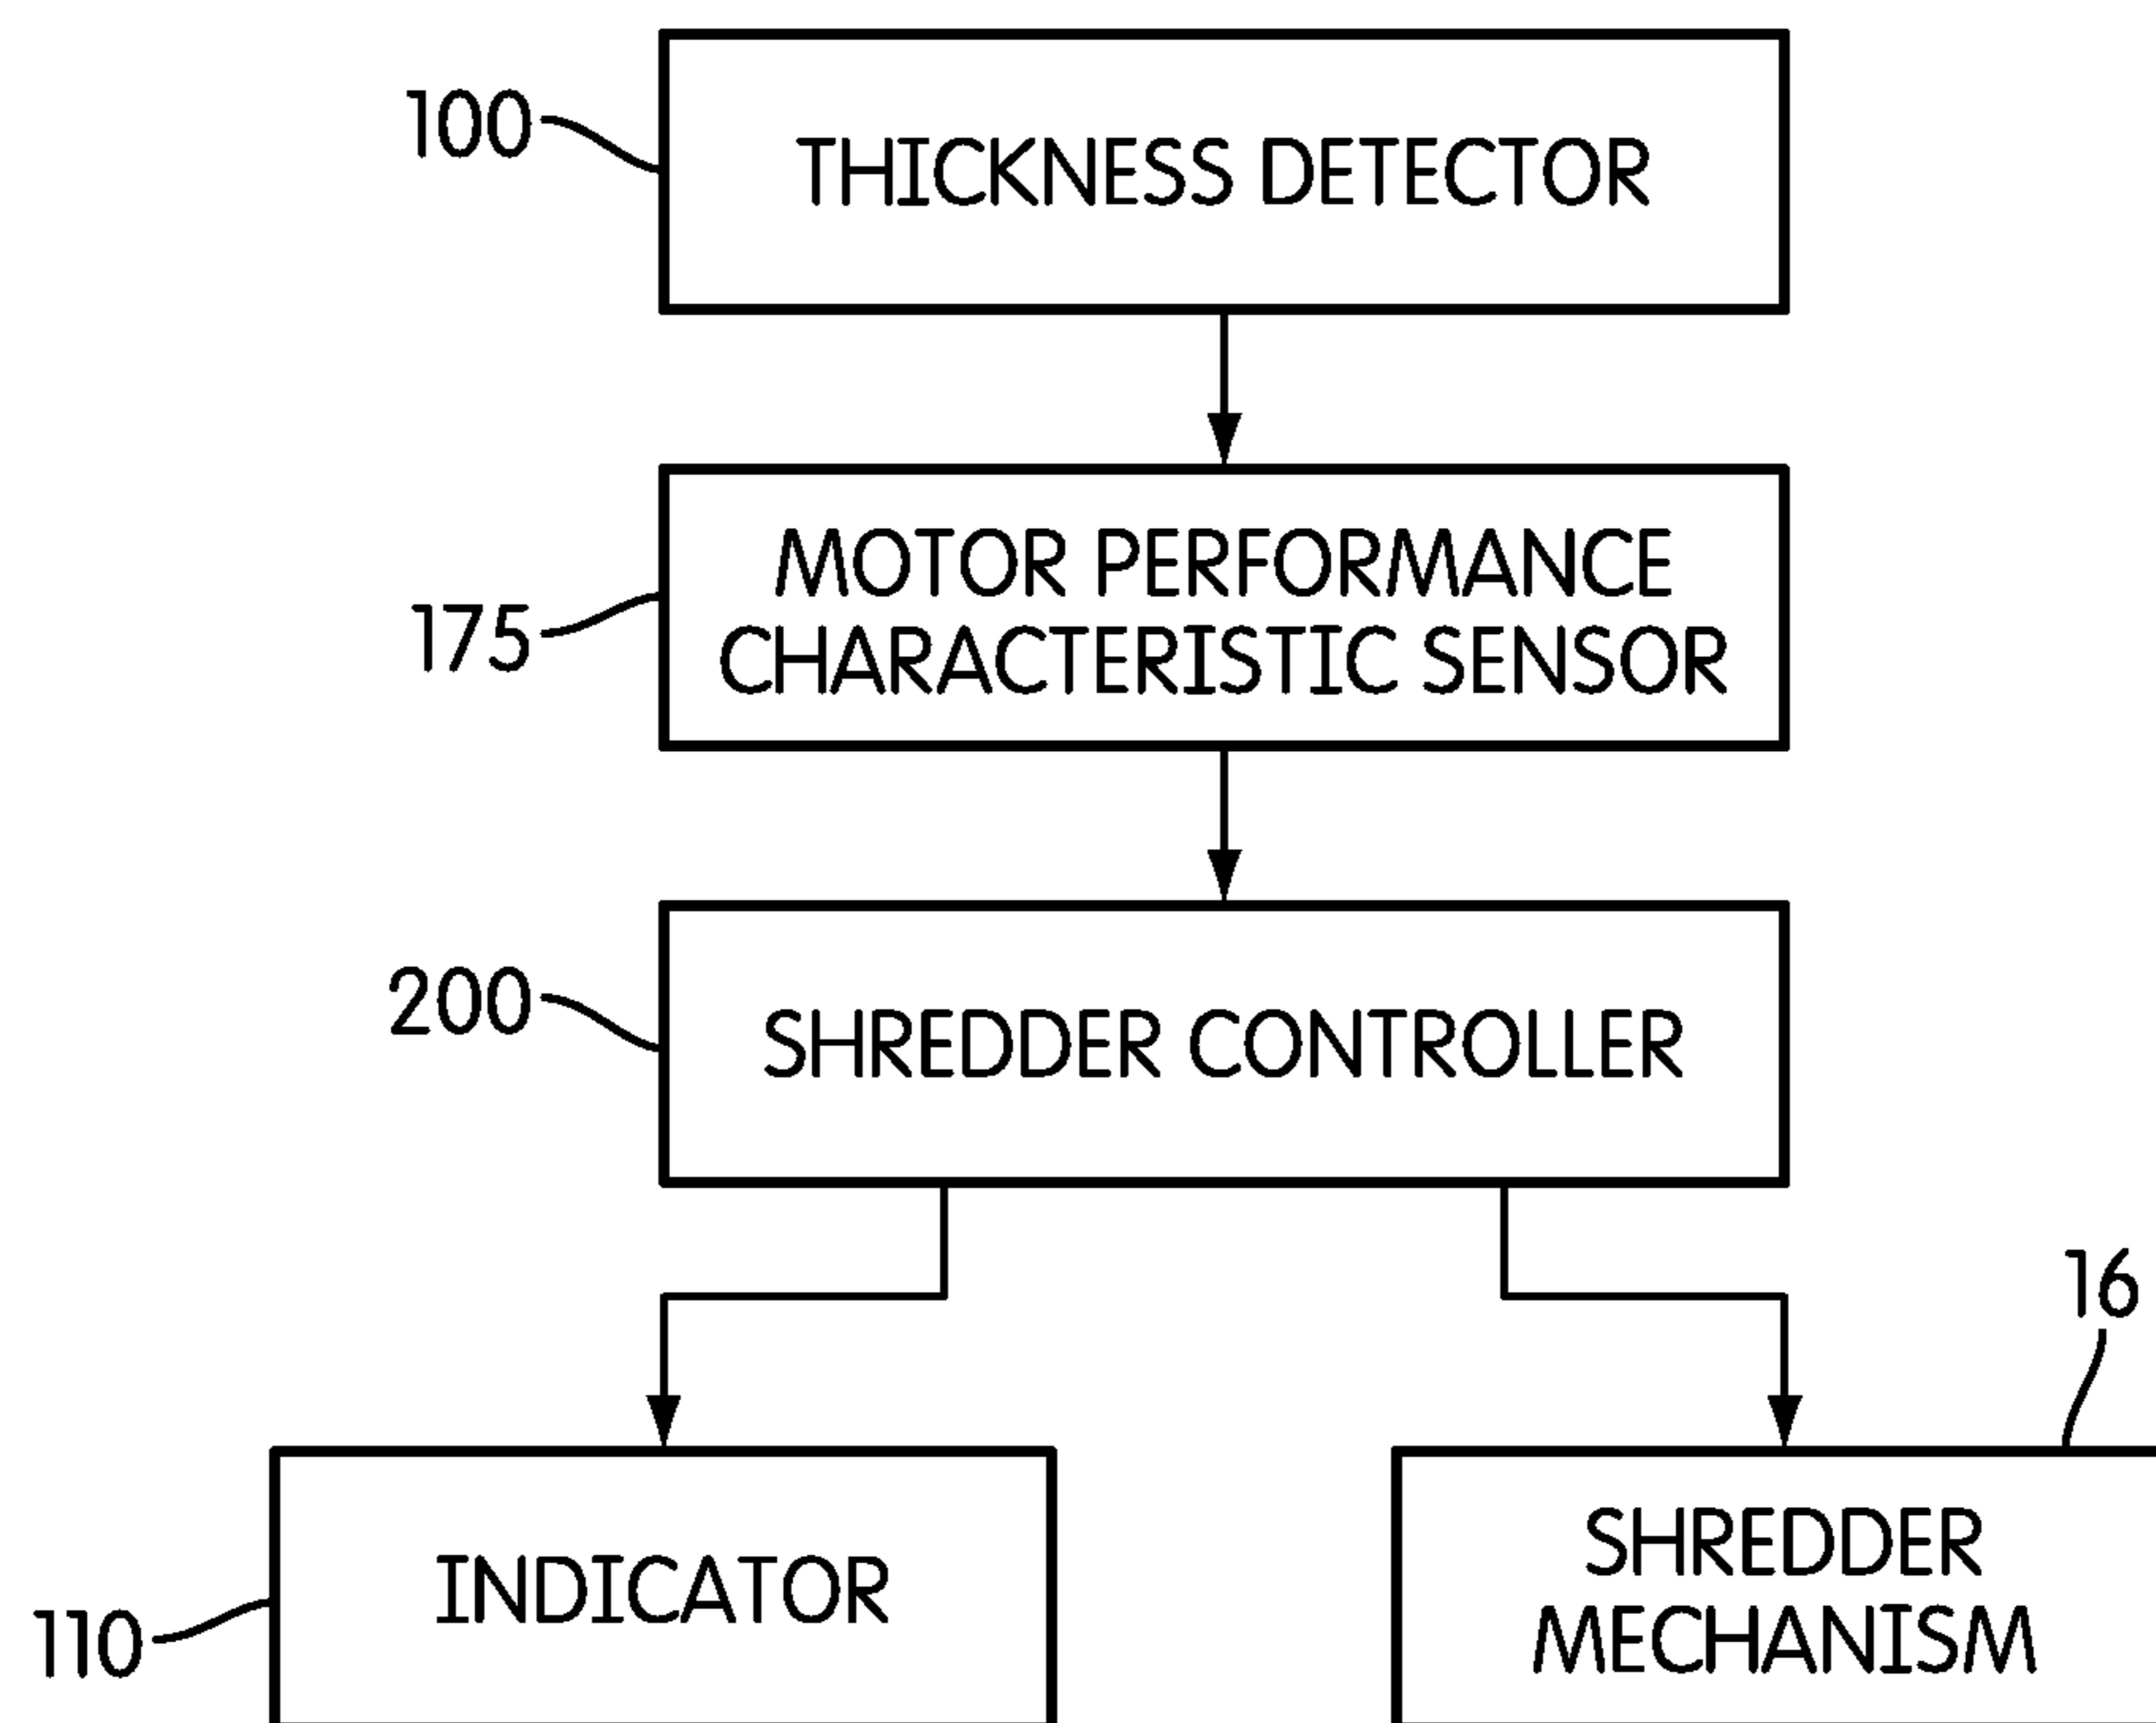 100
THICKNESS DETECTOR
MOTOR PERFORMANCE
CHARACTERISTIC SENSOR
175
200
SHREDDER CONTROLLER
16
INDICATOR
110
SHREDDER
MECHANISM